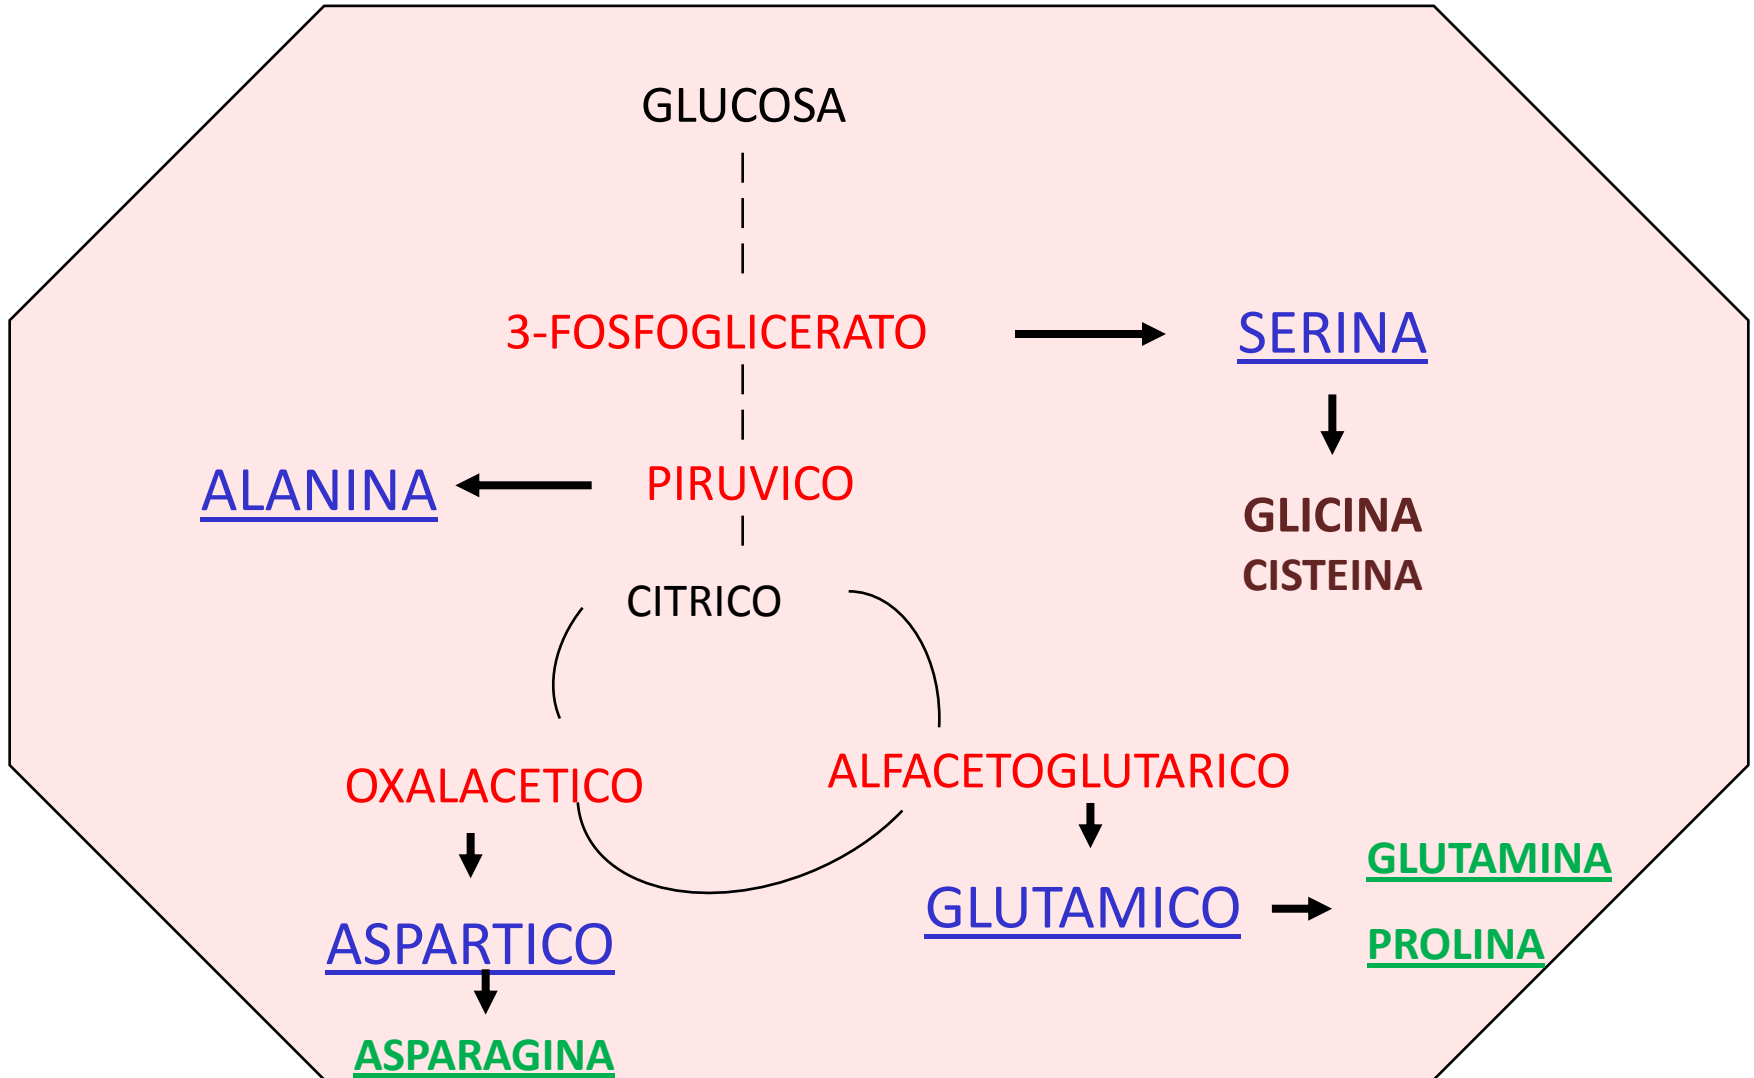 GLUCOSA
3-FOSFOGLICERATO
SERINA
ALANINA
PIRUVICO
GLICINA
CISTEINA
CITRICO
OXALACETICO
ALFACETOGLUTARICO
GLUTAMINA
GLUTAMICO
PROLINA
ASPARTICO
ASPARAGINA